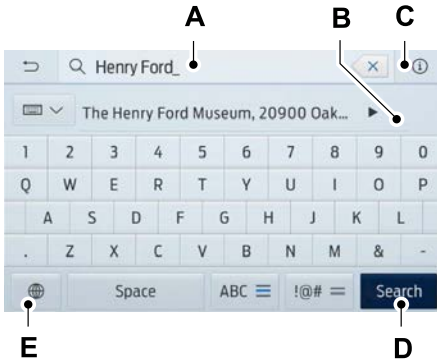 A B C
Henry Ford_
The Henry Ford Museum, 20900 Oak...
1 2 3 4 5 6 7 8 9 0
Q W E R T Y U I O P
A S D F G H J K L
. Z X C V B N M & -
Space ABC !@# Search
E D